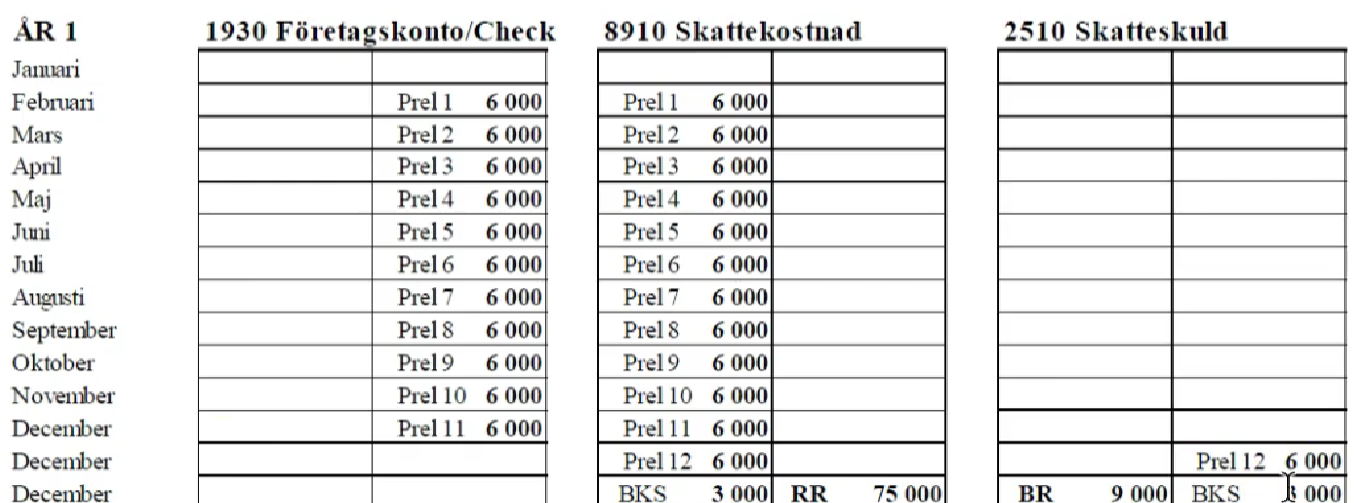 ÅR 1 1930 Företagskonto/Check 8910 Skattekostnad 2510 Skatteskuld
Januari
Februari Prel 1 6 000 Prel 1 6 000
Mars Prel 2 6 000 Prel 2 6 000
April Prel 3 6 000 Prel 3 6 000
Maj Prel 4 6 000 Prel 4 6 000
Juni Prel 5 6 000 Prel 5 6 000
Juli Prel 6 6 000 Prel 6 6 000
Augusti Prel 7 6 000 Prel 7 6 000
September Prel 8 6 000 Prel 8 6 000
Oktober Prel 9 6 000 Prel 9 6 000
November Prel 10 6 000 Prel 10 6 000
December Prel 11 6 000 Prel 11 6 000
December Prel 12 6 000 Prel 12 6 000
December BKS 3 000 RR 75 000 BR 9 000 BKS 3 000